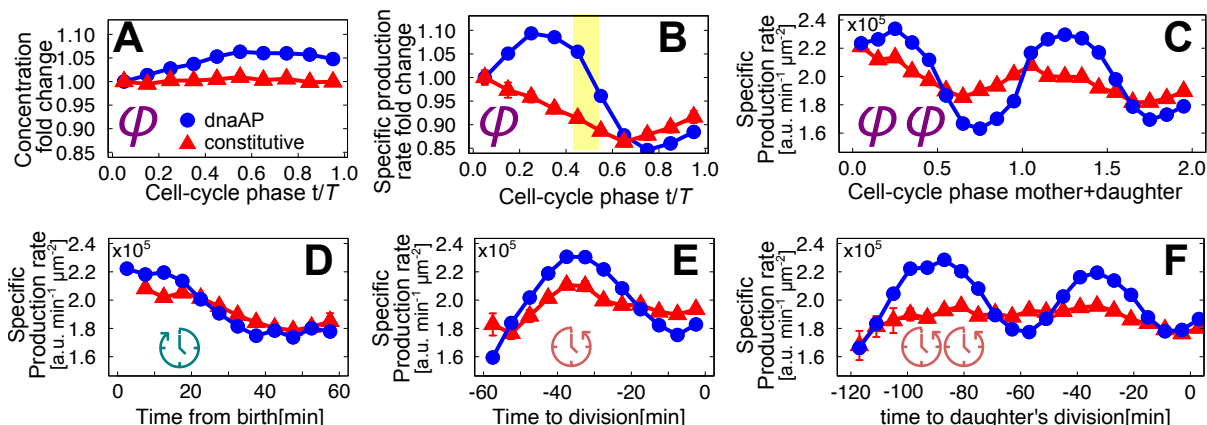 A
Concentration
fold change
1.10
1.05
1.00
0.95
0.90
0.85
φ
dnaAP
constitutive
0.0 0.2 0.4 0.6 0.8 1.0
Cell-cycle phase t/T
B
Specific production
rate fold change
1.10
1.05
1.00
0.95
0.90
0.85
φ
0.0 0.2 0.4 0.6 0.8 1.0
Cell-cycle phase t/T
C
Specific
Production rate
[a.u. min-1 µm-2]
x10⁵
2.4
2.2
2.0
1.8
1.6
φ φ
0.0 0.5 1.0 1.5 2.0
Cell-cycle phase mother+daughter
D
Specific
Production rate
[a.u. min-1 µm-2]
x10⁵
2.4
2.2
2.0
1.8
1.6
0 20 40 60
Time from birth[min]
E
Specific
Production rate
[a.u. min-1 µm-2]
x10⁵
2.4
2.2
2.0
1.8
1.6
-60 -40 -20 0
Time to division[min]
F
Specific
Production rate
[a.u. min-1 µm-2]
x10⁵
2.4
2.2
2.0
1.8
1.6
-120 -100 -80 -60 -40 -20 0
time to daughter's division[min]